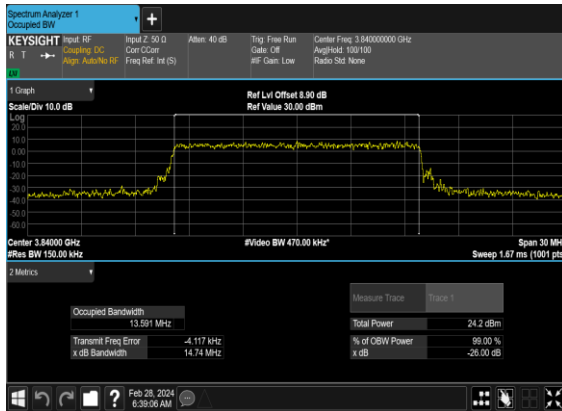 Spectrum Analyzer 1
Occupied BW
KEYSIGHT
R T
LXI
Input: RF
Coupling: DC
Align: Auto/No RF
Input Z: 50 Ω
Corr CCorr
Freq Ref: Int (S)
Atten: 40 dB
Trig: Free Run
Gate: Off
#IF Gain: Low
Center Freq: 3.840000000 GHz
Avg|Hold: 100/100
Radio Std: None
1 Graph
Scale/Div 10.0 dB
Ref Lvl Offset 8.90 dB
Ref Value 30.00 dBm
Log
20.0
10.0
0.00
-10.0
-20.0
-30.0
-40.0
-50.0
-60.0
Center 3.84000 GHz
#Res BW 150.00 kHz
#Video BW 470.00 kHz*
Span 30 MH
Sweep 1.67 ms (1001 pts
2 Metrics
Measure Trace
Trace 1
Occupied Bandwidth
13.591 MHz
Total Power
24.2 dBm
Transmit Freq Error
-4.117 kHz
% of OBW Power
99.00 %
x dB Bandwidth
14.74 MHz
x dB
-26.00 dB
?
Feb 28, 2024
6:39:06 AM